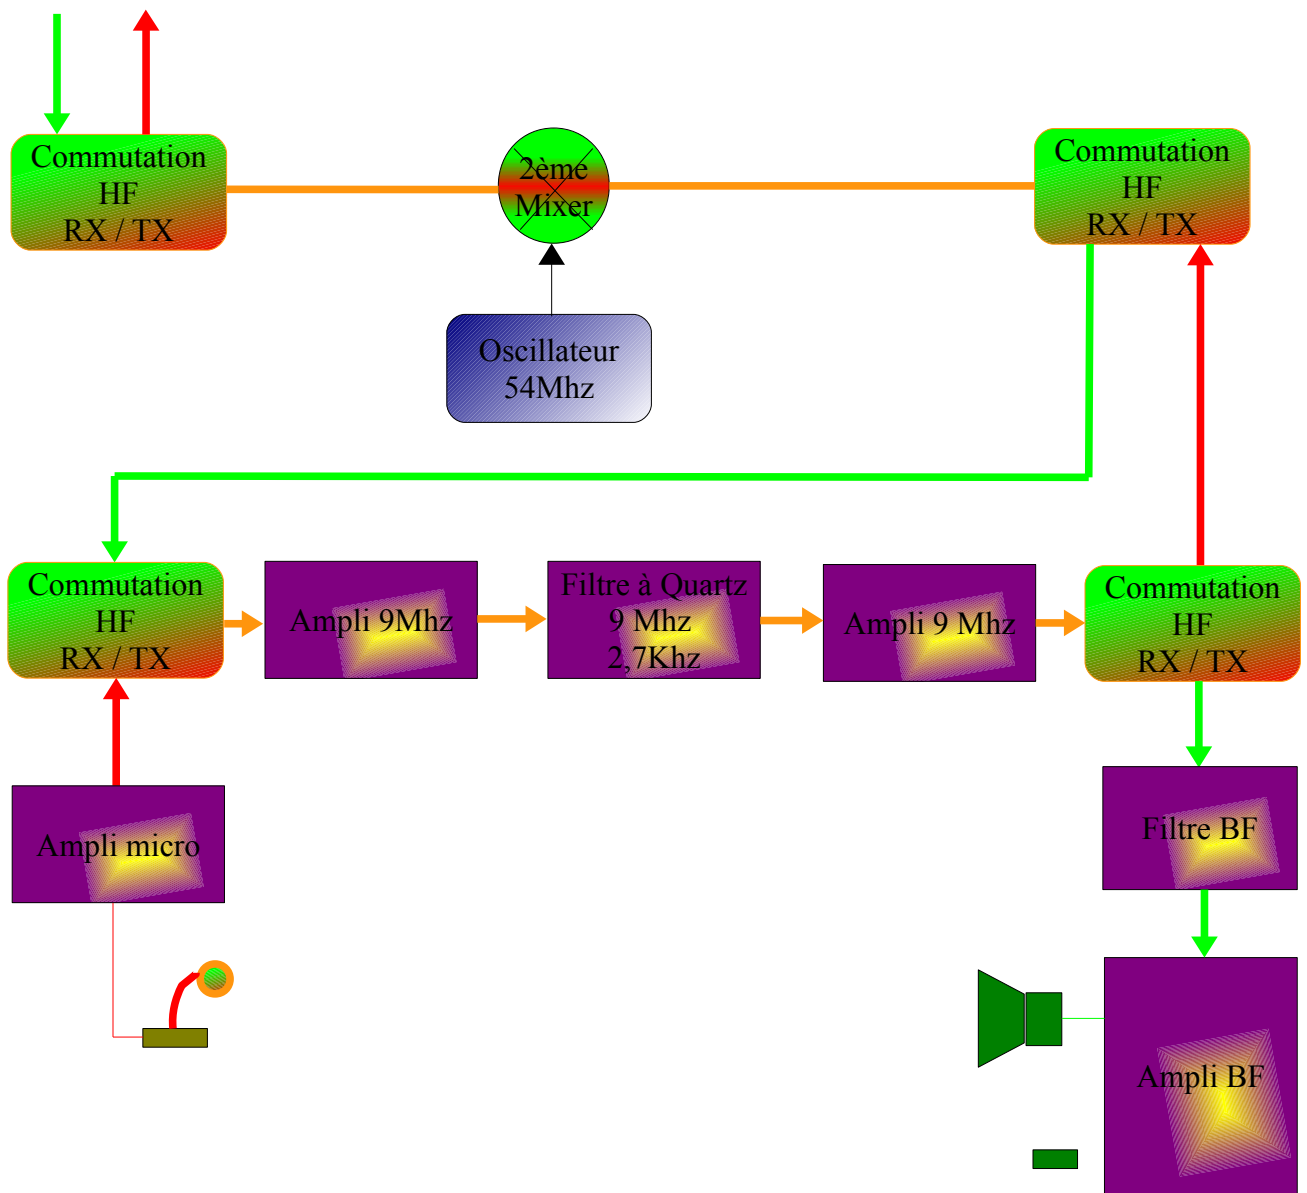 Commutation
HF
RX / TX
2ème
Mixer
Commutation
HF
RX / TX
Oscillateur
54Mhz
Commutation
HF
RX / TX
Ampli 9Mhz
Filtre à Quartz
9 Mhz
2,7Khz
Ampli 9 Mhz
Commutation
HF
RX / TX
Ampli micro
Filtre BF
Ampli BF